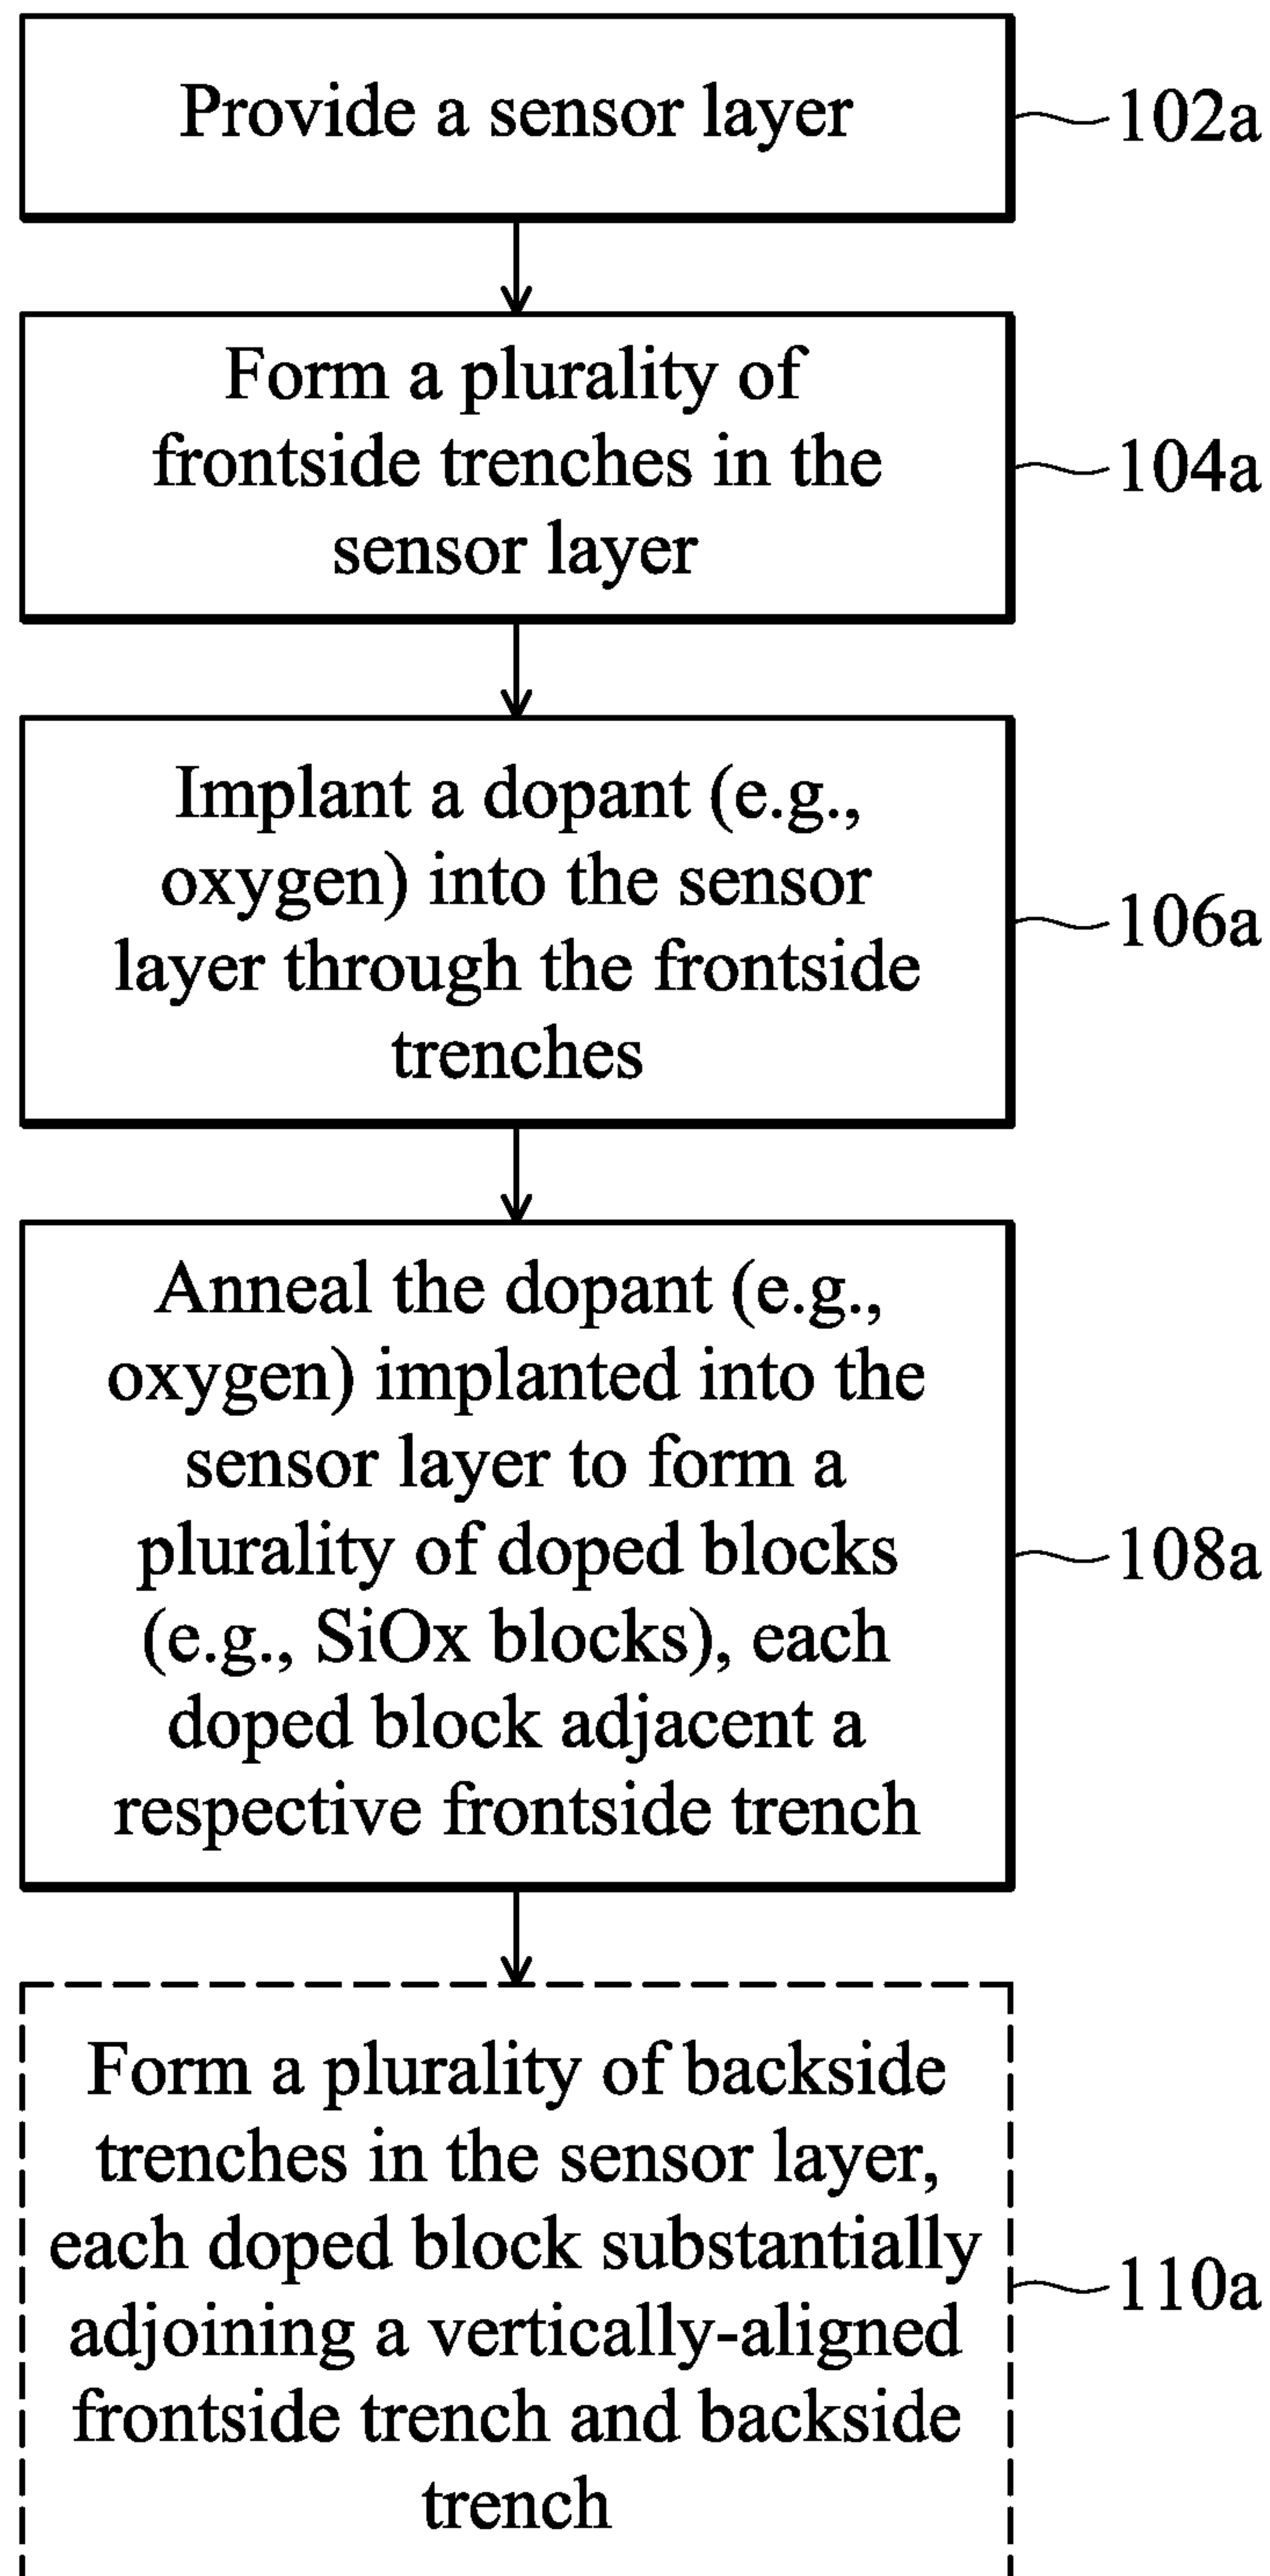 Provide a sensor layer
102a
Form a plurality of
frontside trenches in the
sensor layer
104a
Implant a dopant (e.g.,
oxygen) into the sensor
layer through the frontside
trenches
106a
Anneal the dopant (e.g.,
oxygen) implanted into the
sensor layer to form a
plurality of doped blocks
(e.g., SiOx blocks), each
doped block adjacent a
respective frontside trench
108a
Form a plurality of backside
trenches in the sensor layer,
each doped block substantially
adjoining a vertically-aligned
frontside trench and backside
trench
110a